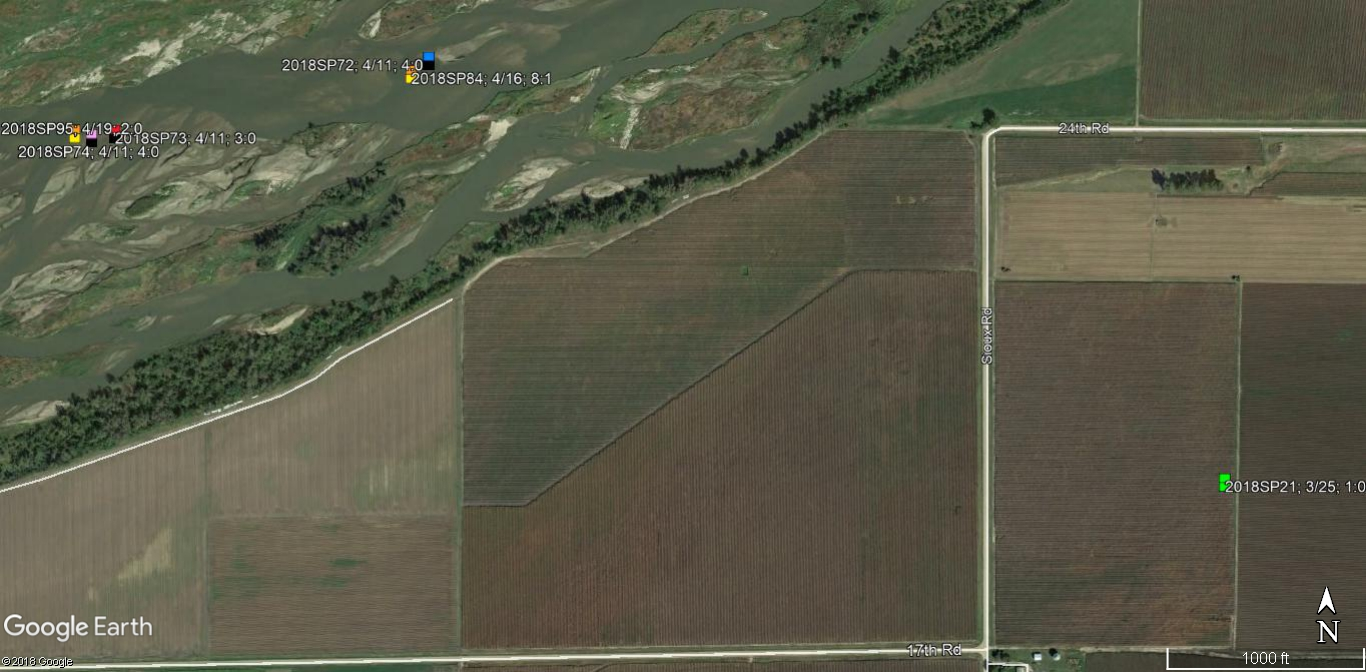 2018SP72; 4/11; 4:0
2018SP84; 4/16; 8:1
2018SP95; 4/19; 2:0
2018SP73; 4/11; 3:0
2018SP74; 4/11; 4:0
24th Rd
Sioux Rd
2018SP21; 3/25; 1:0
Google Earth
N
17th Rd
1000 ft
©2018 Google